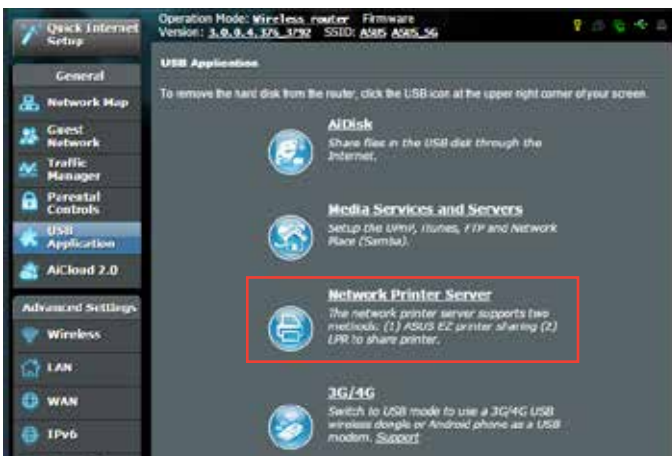 Quick Internet
Setup
Operation Mode: Wireless router Firmware
Version: 3.0.0.4.376_3792 SSID: ASUS ASUS_5G
General
Network Map
Guest
Network
Traffic
Manager
Parental
Controls
USB
Application
AiCloud 2.0
Advanced Settings
Wireless
LAN
WAN
IPv6
USB Application
To remove the hard disk from the router, click the USB icon at the upper right corner of your screen.
AiDisk
Share files in the USB disk through the
Internet.
Media Services and Servers
Setup the UPnP, iTunes, FTP and Network
Place (Samba).
Network Printer Server
The network printer server supports two
methods: (1) ASUS EZ printer sharing (2)
LPR to share printer.
3G/4G
Switch to USB mode to use a 3G/4G USB
wireless dongle or Android phone as a USB
modem. Support